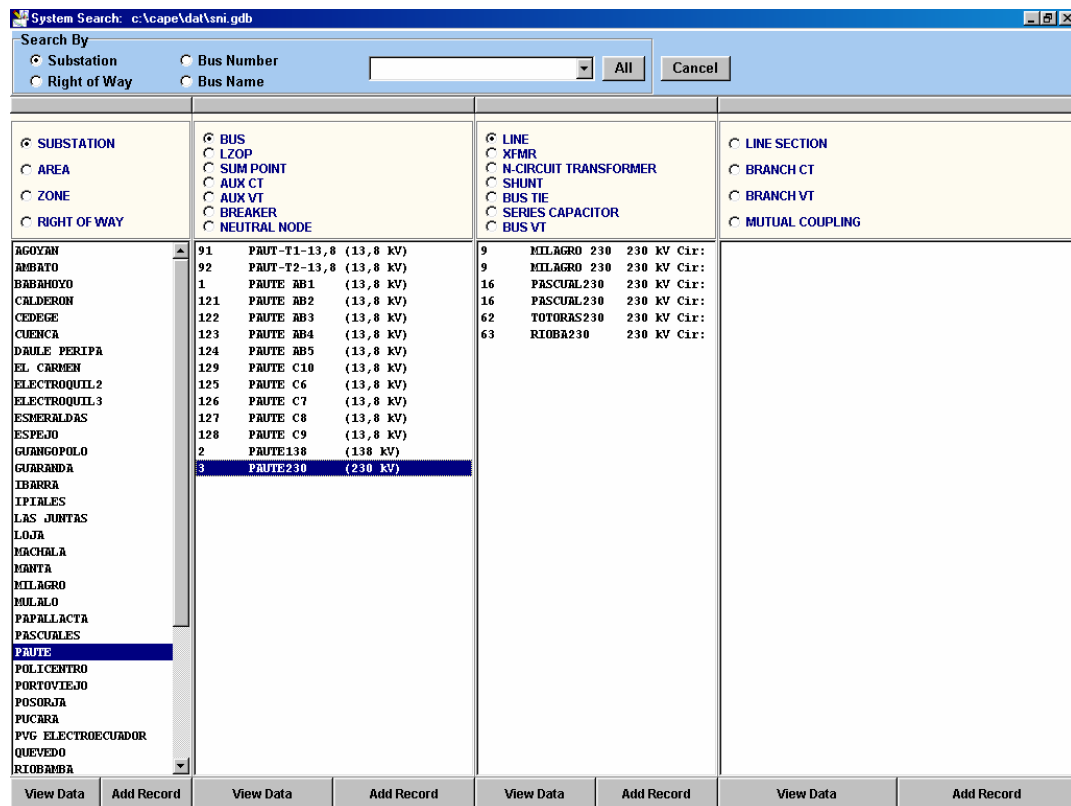 System Search: c:\cape\dat\sni.gdb
Search By
Substation Bus Number
Right of Way Bus Name
All Cancel
SUBSTATION
AREA
ZONE
RIGHT OF WAY
BUS
LZOP
SUM POINT
AUX CT
AUX VT
BREAKER
NEUTRAL NODE
LINE
XFMR
N-CIRCUIT TRANSFORMER
SHUNT
BUS TIE
SERIES CAPACITOR
BUS VT
LINE SECTION
BRANCH CT
BRANCH VT
MUTUAL COUPLING
AGOYAN
AMBATO
BABAHOYO
CALDERON
CEDEGE
CUENCA
DAULE PERIPA
EL CARMEN
ELECTROQUIL2
ELECTROQUIL3
ESMERALDAS
ESPEJO
GUANGOPOLO
GUARANDA
IBARRA
IPIALES
LAS JUNTAS
LOJA
MACHALA
MANTA
MILAGRO
MULALO
PAPALLACTA
PASCUALES
PAUTE
POLICENTRO
PORTOVIEJO
POSORJA
PUCARA
PVG ELECTROECUADOR
QUEVEDO
RIOBAMBA
91 PAUT-T1-13,8 (13,8 kV)
92 PAUT-T2-13,8 (13,8 kV)
1 PAUTE AB1 (13,8 kV)
121 PAUTE AB2 (13,8 kV)
122 PAUTE AB3 (13,8 kV)
123 PAUTE AB4 (13,8 kV)
124 PAUTE AB5 (13,8 kV)
129 PAUTE C10 (13,8 kV)
125 PAUTE C6 (13,8 kV)
126 PAUTE C7 (13,8 kV)
127 PAUTE C8 (13,8 kV)
128 PAUTE C9 (13,8 kV)
2 PAUTE138 (138 kV)
3 PAUTE230 (230 kV)
9 MILAGRO 230 230 kV Cir:
9 MILAGRO 230 230 kV Cir:
16 PASCUAL230 230 kV Cir:
16 PASCUAL230 230 kV Cir:
62 TOTORAS230 230 kV Cir:
63 RIOBA230 230 kV Cir:
View Data Add Record View Data Add Record View Data Add Record View Data Add Record